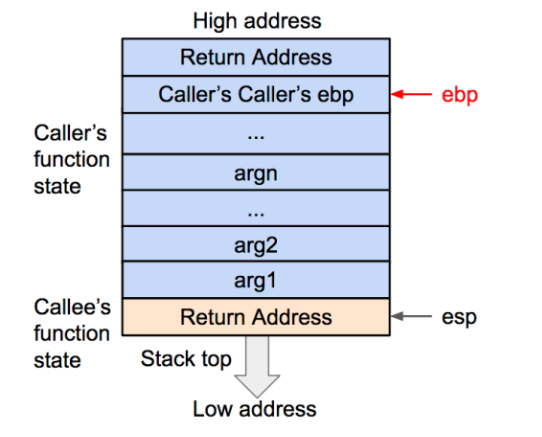 High address
Return Address
Caller's Caller's ebp
ebp
...
Caller's
function
state
argn
...
arg2
arg1
Callee's
function
state
Return Address
esp
Stack top
Low address